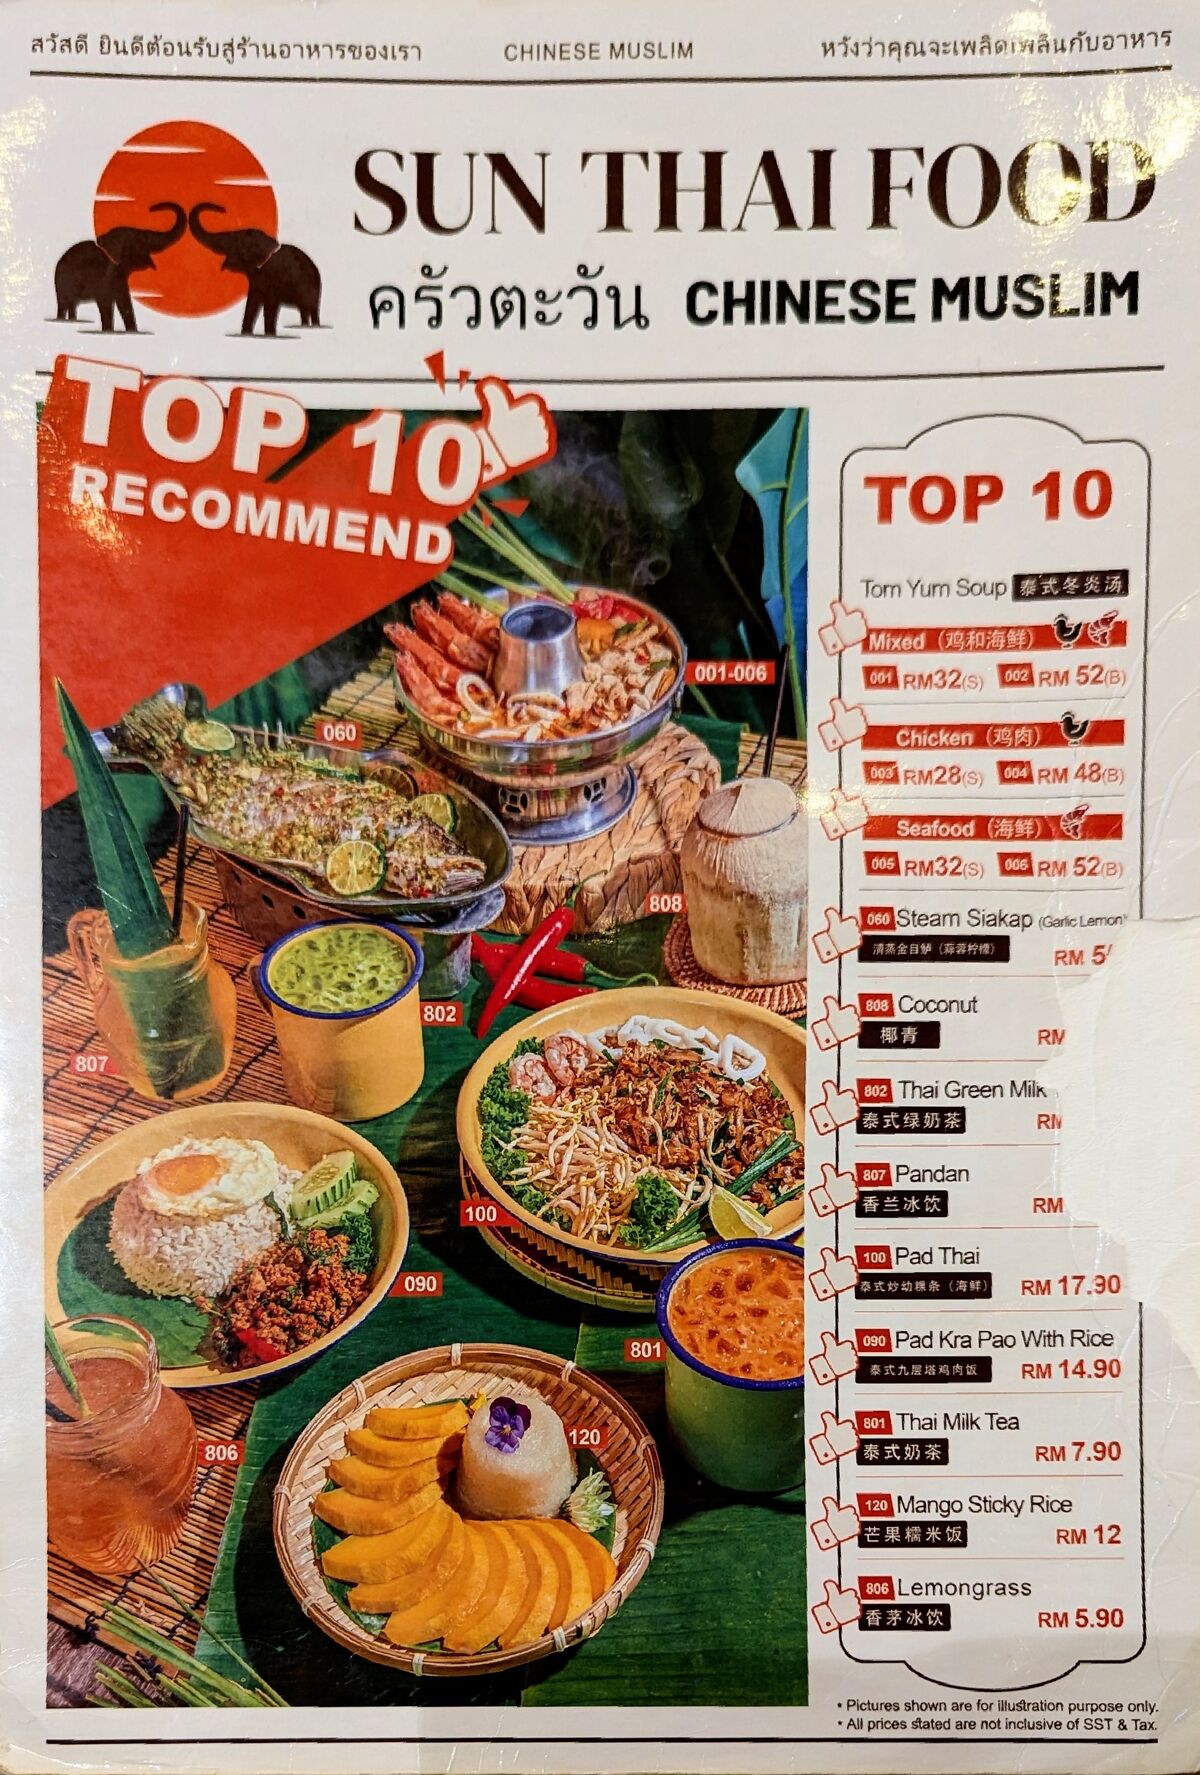 สวัสดี ยินดีต้อนรับสู่ร้านอาหารของเรา
CHINESE MUSLIM
หวังว่าคุณจะเพลิดเพลินกับอาหาร
SUN THAI FOOD
ครัวตะวัน CHINESE MUSLIM
TOP 10
RECOMMEND
001-006
060
808
802
807
100
090
801
806
120
TOP 10
Tom Yum Soup 泰式冬炎汤
Mixed (鸡和海鲜)
001 RM32(S) 002 RM 52(B)
Chicken (鸡肉)
003 RM28(S) 004 RM 48(B)
Seafood (海鲜)
005 RM32(S) 006 RM 52(B)
060 Steam Siakap (Garlic Lemon
清蒸金目鲈（蒜蓉柠檬）
RM 5
808 Coconut
椰青 RM
802 Thai Green Milk
泰式绿奶茶 RM
807 Pandan
香兰冰饮 RM
100 Pad Thai
泰式炒幼粿条（海鲜） RM 17.90
090 Pad Kra Pao With Rice
泰式九层塔鸡肉饭 RM 14.90
801 Thai Milk Tea
泰式奶茶 RM 7.90
120 Mango Sticky Rice
芒果糯米饭 RM 12
806 Lemongrass
香茅冰饮 RM 5.90
* Pictures shown are for illustration purpose only.
* All prices stated are not inclusive of SST & Tax.